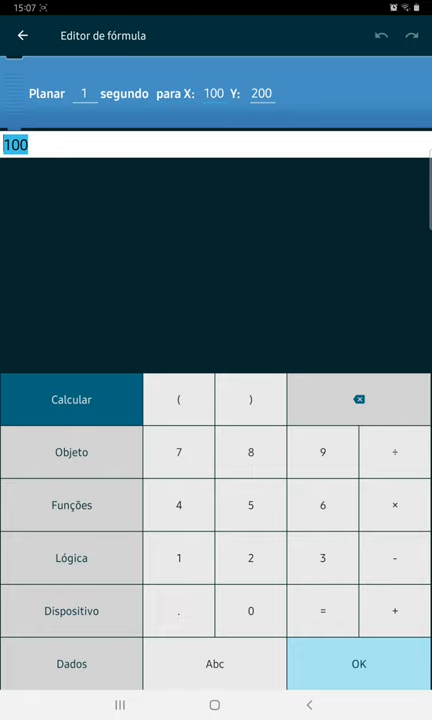 15:07
Editor de fórmula
Planar 1 segundo para X: 100 Y: 200
100
Calcular ( )
Objeto 7 8 9 ÷
Funções 4 5 6 ×
Lógica 1 2 3 -
Dispositivo . 0 = +
Dados Abc OK